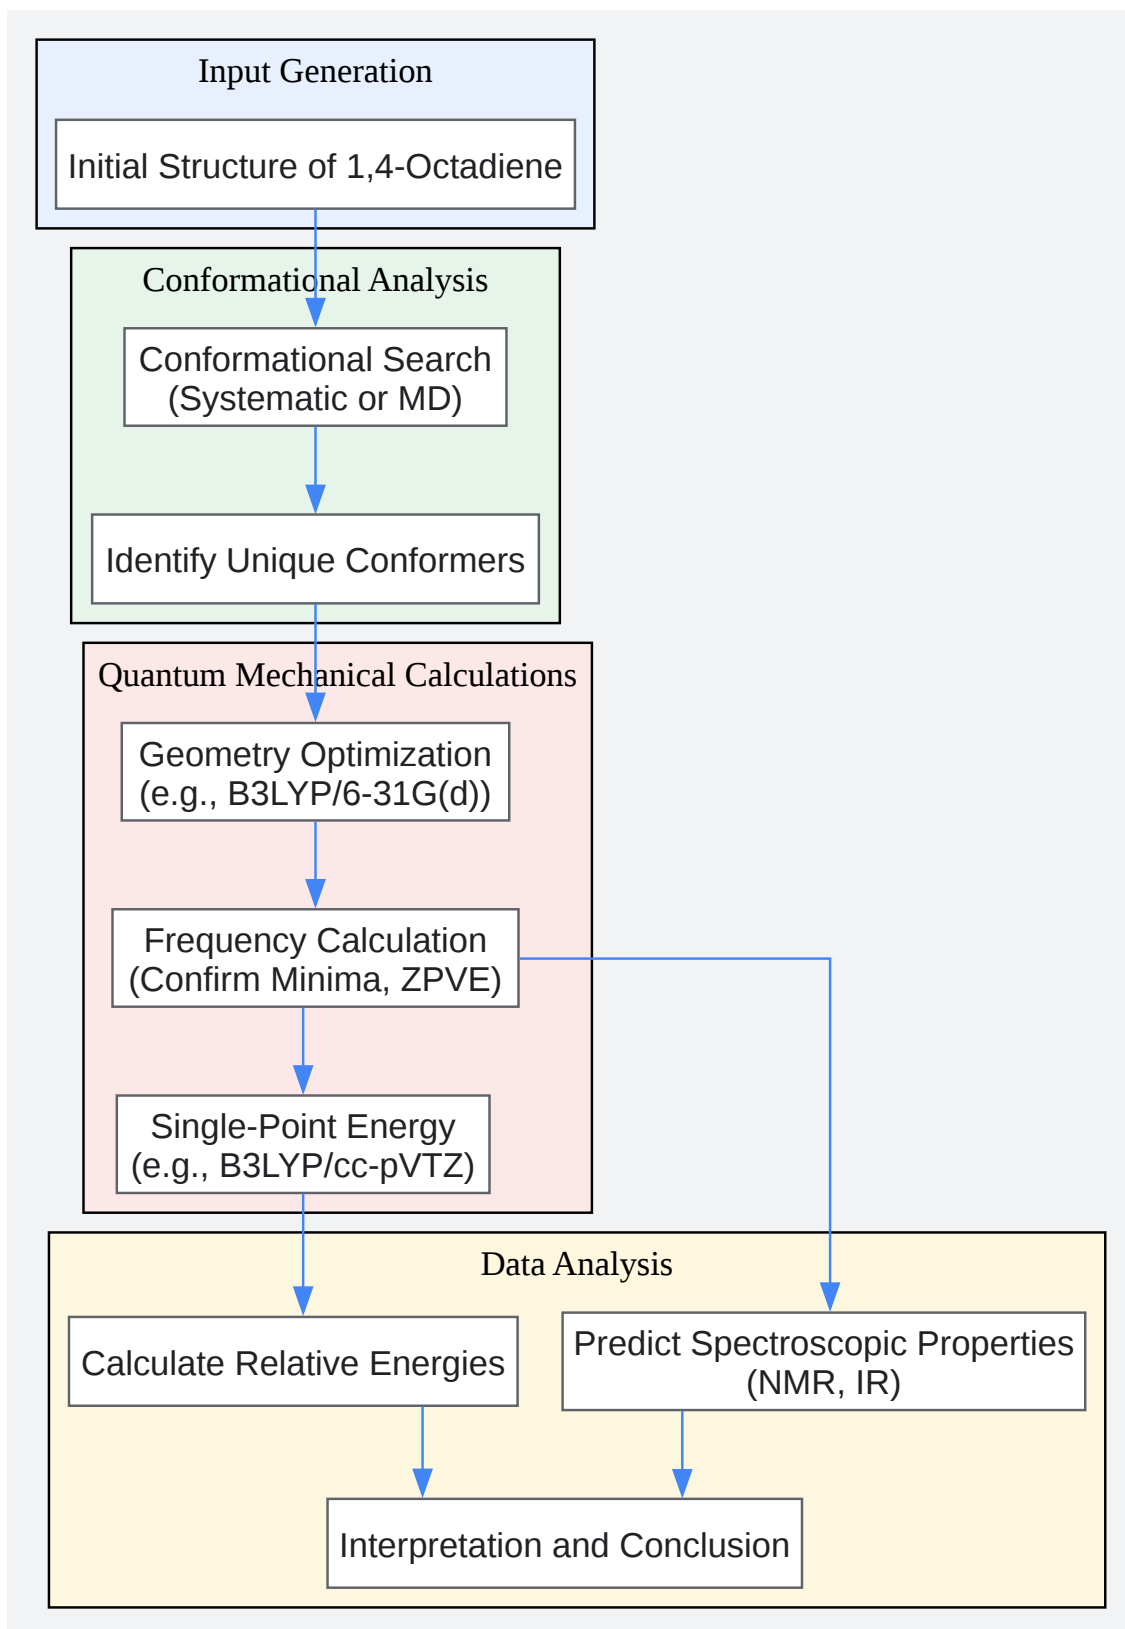 Input Generation
Initial Structure of 1,4-Octadiene
Conformational Analysis
Conformational Search
(Systematic or MD)
Identify Unique Conformers
Quantum Mechanical Calculations
Geometry Optimization
(e.g., B3LYP/6-31G(d))
Frequency Calculation
(Confirm Minima, ZPVE)
Single-Point Energy
(e.g., B3LYP/cc-pVTZ)
Data Analysis
Calculate Relative Energies
Predict Spectroscopic Properties
(NMR, IR)
Interpretation and Conclusion